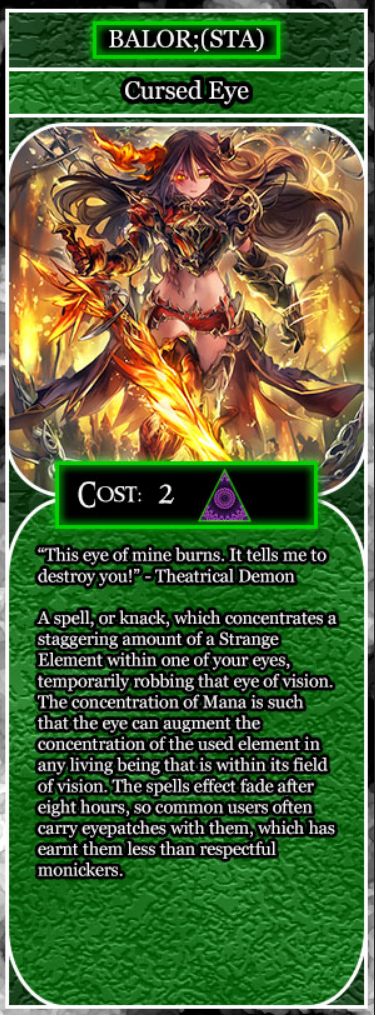 BALOR;(STA)
Cursed Eye
COST: 2
“This eye of mine burns. It tells me to
destroy you!” - Theatrical Demon
A spell, or knack, which concentrates a
staggering amount of a Strange
Element within one of your eyes,
temporarily robbing that eye of vision.
The concentration of Mana is such
that the eye can augment the
concentration of the used element in
any living being that is within its field
of vision. The spells effect fade after
eight hours, so common users often
carry eyepatches with them, which has
earnt them less than respectful
monickers.